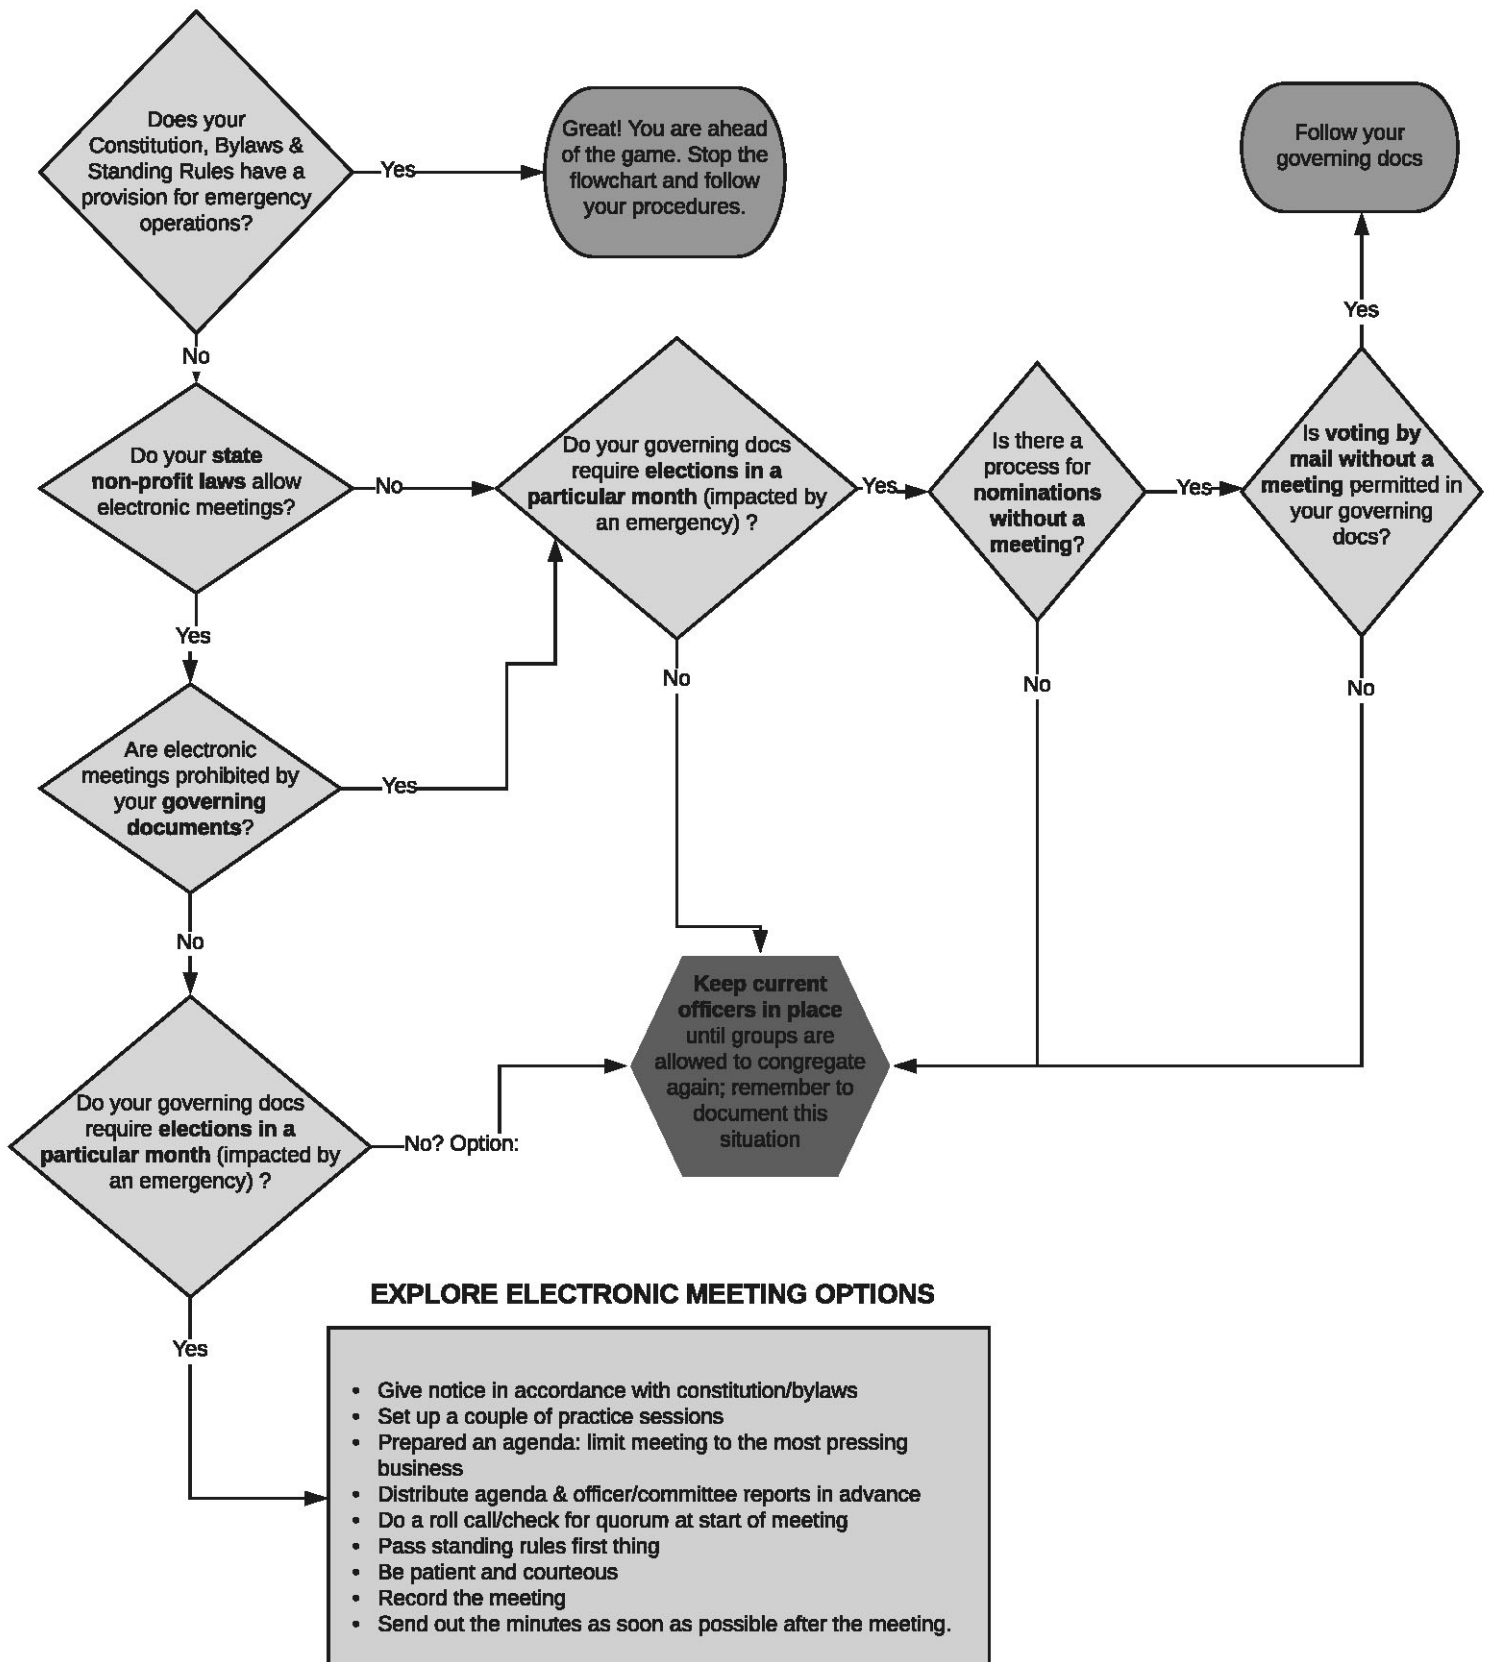 Does your
Constitution, Bylaws &
Standing Rules have a
provision for emergency
operations?
Yes
Great! You are ahead
of the game. Stop the
flowchart and follow
your procedures.
Follow your
governing docs
Yes
No
Do your state
non-profit laws allow
electronic meetings?
No
Do your governing docs
require elections in a
particular month (impacted by
an emergency) ?
Yes
Is there a
process for
nominations
without a
meeting?
Yes
Is voting by
mail without a
meeting permitted in
your governing
docs?
Yes
No
No
No
Are electronic
meetings prohibited by
your governing
documents?
Yes
No
Keep current
officers in place
until groups are
allowed to congregate
again; remember to
document this
situation
Do your governing docs
require elections in a
particular month (impacted by
an emergency) ?
No? Option:
Yes
EXPLORE ELECTRONIC MEETING OPTIONS
• Give notice in accordance with constitution/bylaws
• Set up a couple of practice sessions
• Prepared an agenda: limit meeting to the most pressing
business
• Distribute agenda & officer/committee reports in advance
• Do a roll call/check for quorum at start of meeting
• Pass standing rules first thing
• Be patient and courteous
• Record the meeting
• Send out the minutes as soon as possible after the meeting.